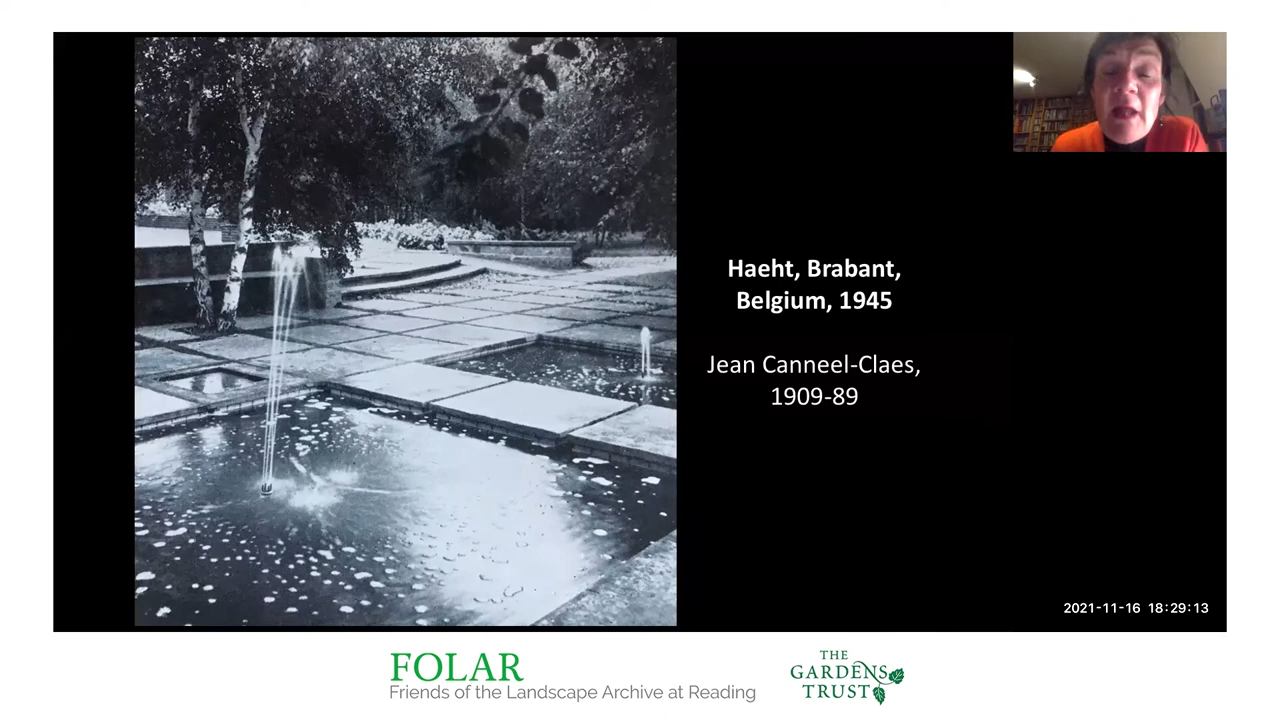 Haeht, Brabant,
Belgium, 1945
Jean Canneel-Claes,
1909-89
2021-11-16 18:29:13
FOLAR
Friends of the Landscape Archive at Reading
THE
GARDENS
TRUST